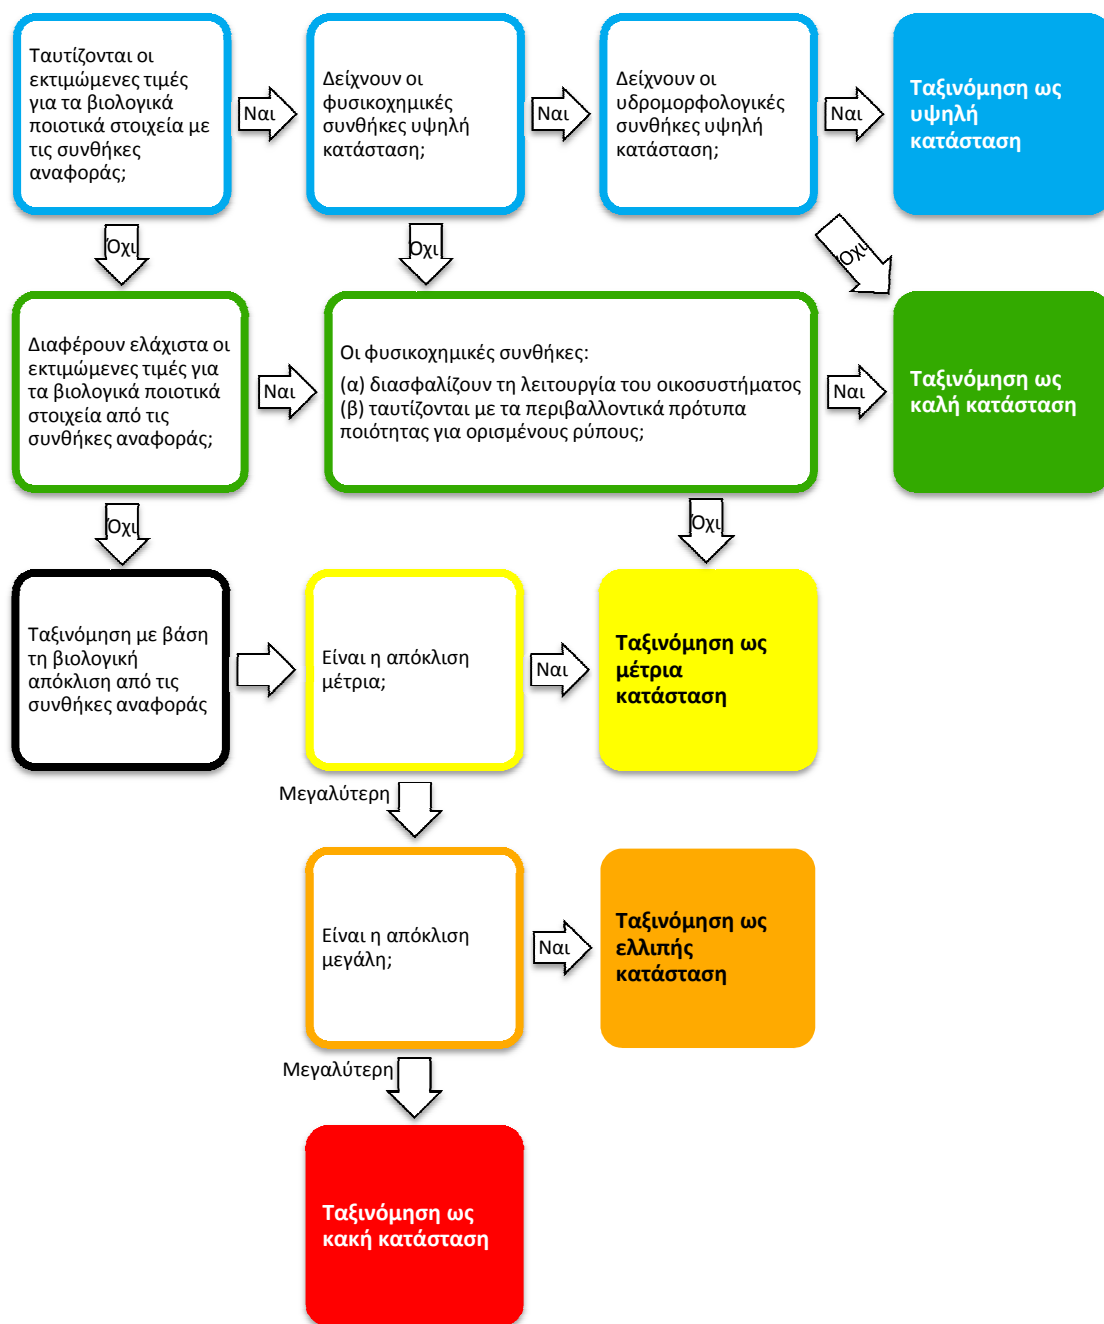 Ταυτίζονται οι
εκτιμώμενες τιμές
για τα βιολογικά
ποιοτικά στοιχεία με
τις συνθήκες
αναφοράς;
Ναι
Δείχνουν οι
φυσικοχημικές
συνθήκες υψηλή
κατάσταση;
Ναι
Δείχνουν οι
υδρομορφολογικές
συνθήκες υψηλή
κατάσταση;
Ναι
Ταξινόμηση ως
υψηλή
κατάσταση
Όχι
Όχι
Όχι
Διαφέρουν ελάχιστα οι
εκτιμώμενες τιμές για
τα βιολογικά ποιοτικά
στοιχεία από τις
συνθήκες αναφοράς;
Ναι
Οι φυσικοχημικές συνθήκες:
(α) διασφαλίζουν τη λειτουργία του οικοσυστήματος
(β) ταυτίζονται με τα περιβαλλοντικά πρότυπα
ποιότητας για ορισμένους ρύπους;
Ναι
Ταξινόμηση ως
καλή κατάσταση
Όχι
Όχι
Ταξινόμηση με βάση
τη βιολογική
απόκλιση από τις
συνθήκες αναφοράς
Είναι η απόκλιση
μέτρια;
Ναι
Ταξινόμηση ως
μέτρια
κατάσταση
Μεγαλύτερη
Είναι η απόκλιση
μεγάλη;
Ναι
Ταξινόμηση ως
ελλιπής
κατάσταση
Μεγαλύτερη
Ταξινόμηση ως
κακή κατάσταση